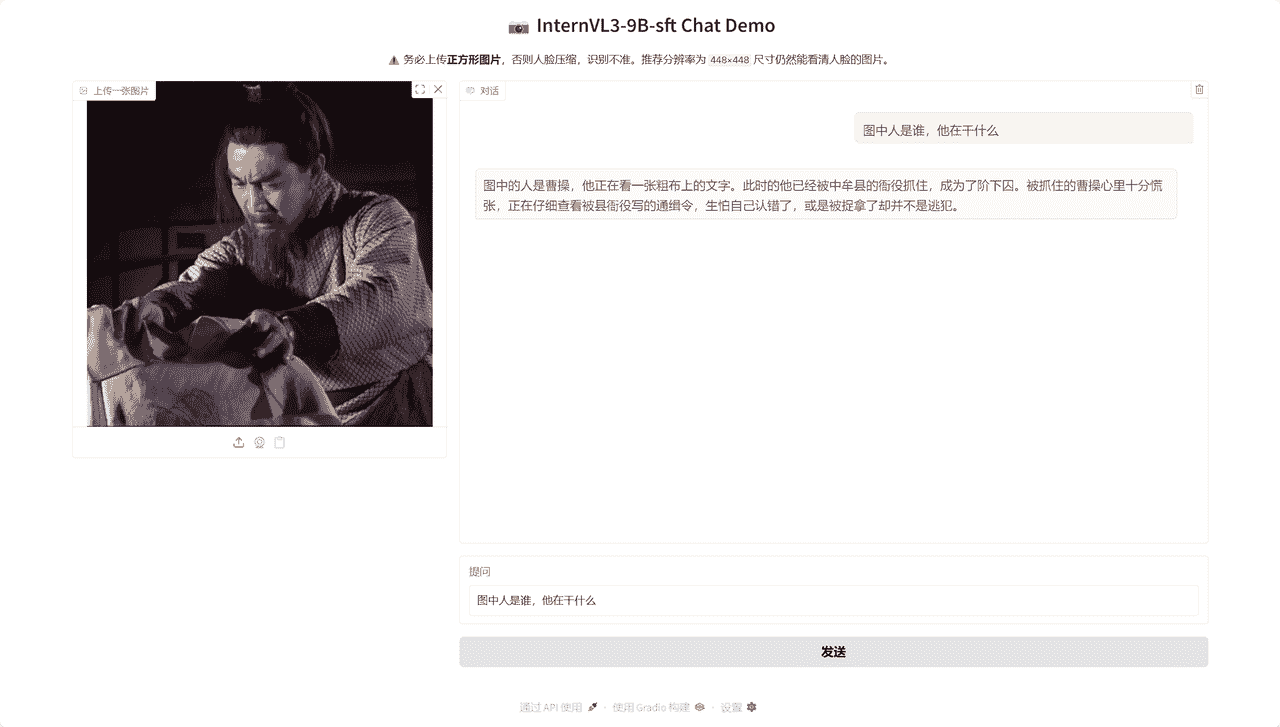 InternVL3-9B-sft Chat Demo
务必上传正方形图片，否则人脸压缩，识别不准。推荐分辨率为 448×448 尺寸仍然能看清人脸的图片。
上传一张图片
对话
图中人是谁，他在干什么
图中的人是曹操，他正在看一张粗布上的文字。此时的他已经被中牟县的衙役抓住，成为了阶下囚。被抓住的曹操心里十分慌
张，正在仔细查看被县衙役写的通缉令，生怕自己认错了，或是被捉拿了却并不是逃犯。
提问
图中人是谁，他在干什么
发送
通过 API 使用 · 使用 Gradio 构建 · 设置